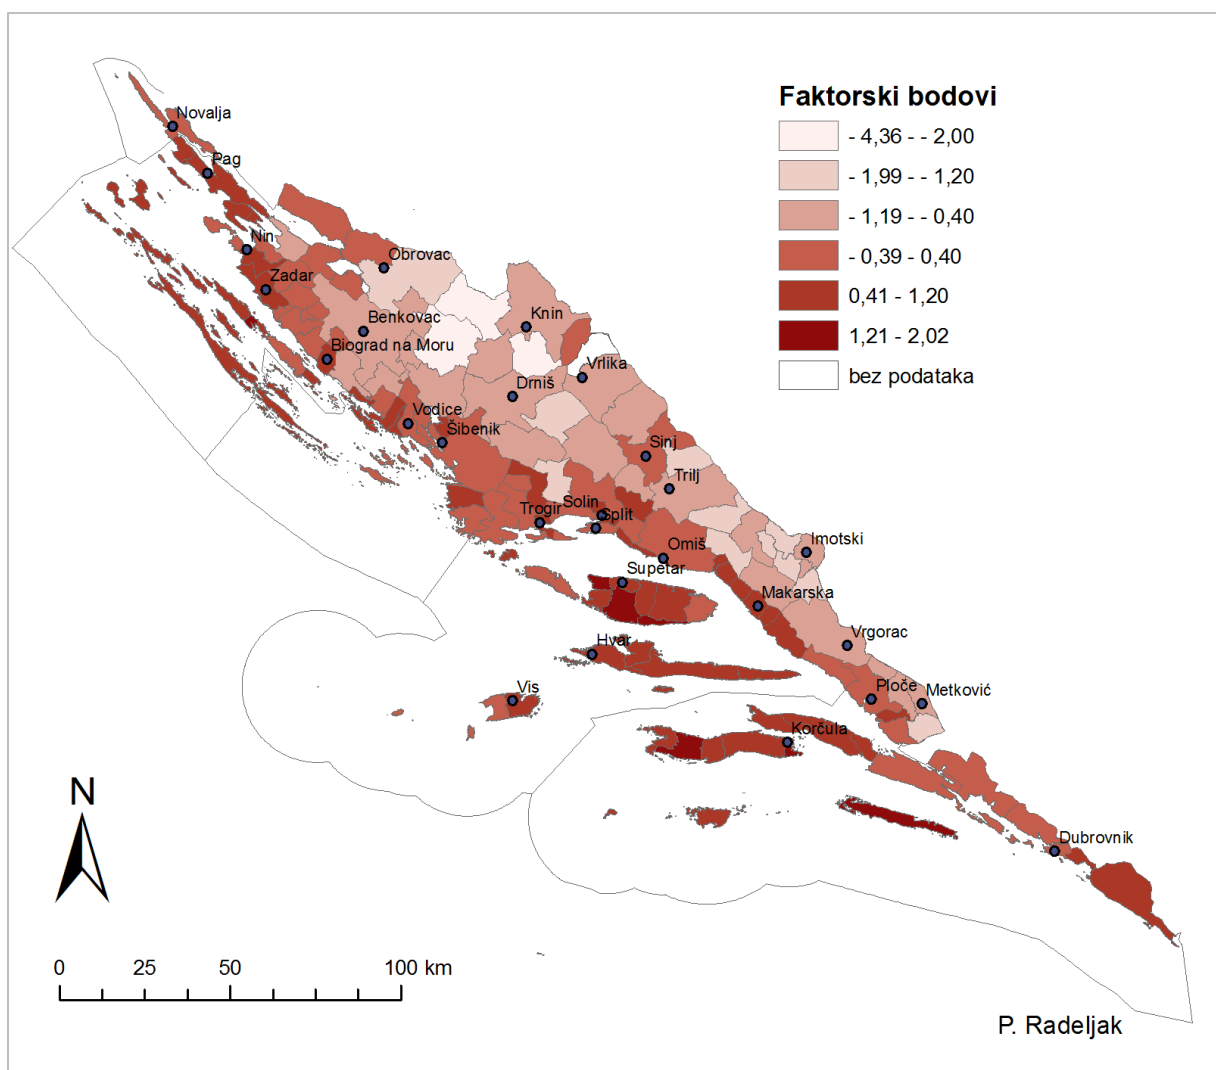 Faktorski bodovi
- 4,36 - - 2,00
- 1,99 - - 1,20
- 1,19 - - 0,40
- 0,39 - 0,40
0,41 - 1,20
1,21 - 2,02
bez podataka
Novalja
Pag
Nin
Obrovac
Zadar
Benkovac
Knin
Biograd na Moru
Vrlika
Drniš
Vodice
Šibenik
Sinj
Trilj
Solin
Trogir
Split
Omiš
Imotski
Supetar
Makarska
Hvar
Vrgorac
Vis
Ploče
Metković
Korčula
Dubrovnik
N
0 25 50 100 km
P. Radeljak